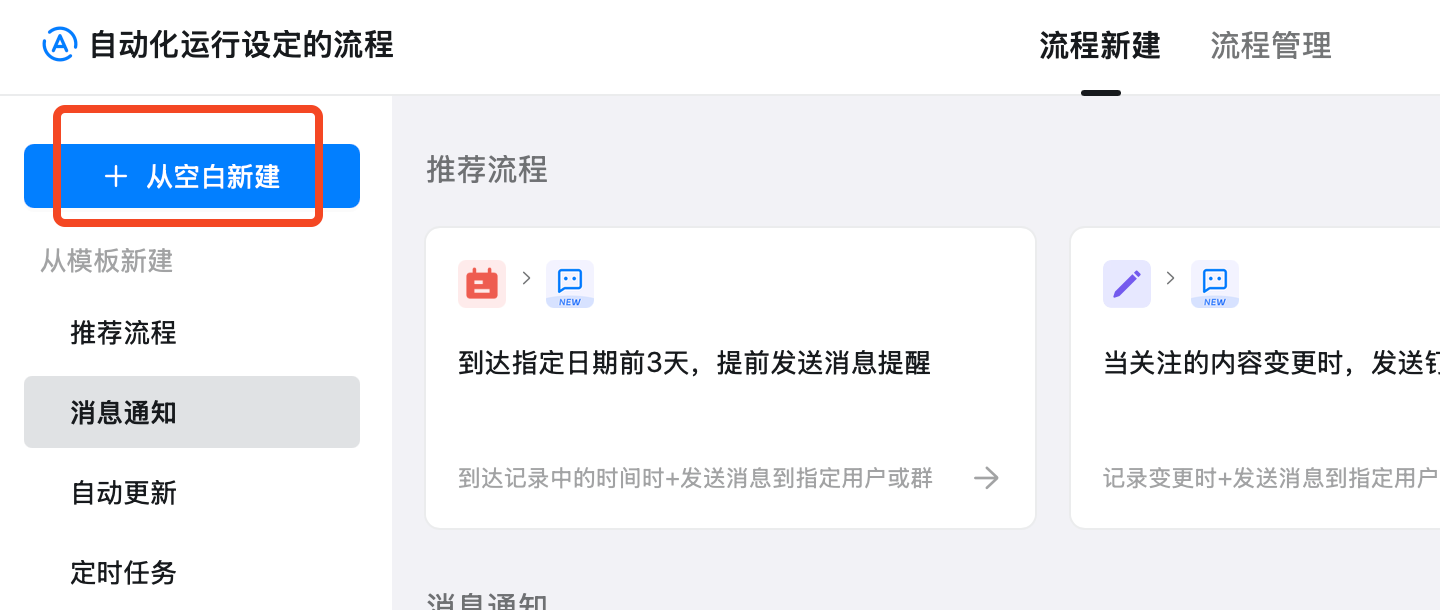 自动化运行设定的流程
流程新建
流程管理
+ 从空白新建
从模板新建
推荐流程
消息通知
自动更新
定时任务
推荐流程
NEW
到达指定日期前3天，提前发送消息提醒
到达记录中的时间时+发送消息到指定用户或群
NEW
当关注的内容变更时，发送钉
记录变更时+发送消息到指定用户
消息通知